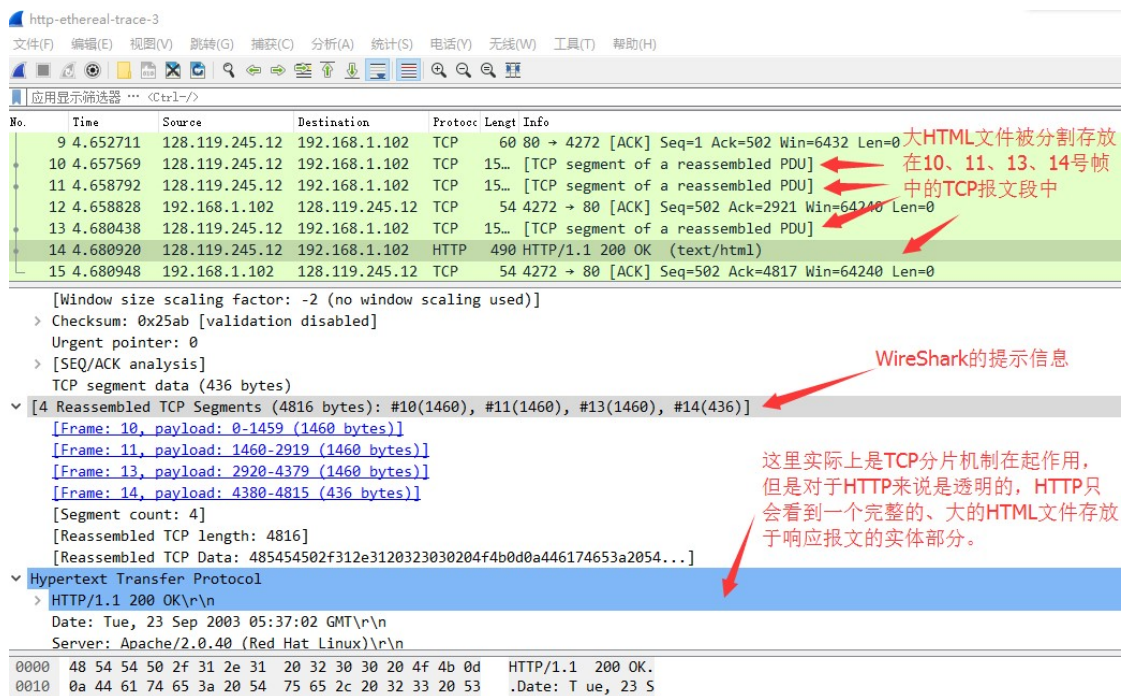 http-ethereal-trace-3
文件(F) 编辑(E) 视图(V) 跳转(G) 捕获(C) 分析(A) 统计(S) 电话(Y) 无线(W) 工具(T) 帮助(H)
应用显示筛选器 … <Ctrl-/>
No. Time Source Destination Protocc Lengt Info
9 4.652711 128.119.245.12 192.168.1.102 TCP 60 80 → 4272 [ACK] Seq=1 Ack=502 Win=6432 Len=0
10 4.657569 128.119.245.12 192.168.1.102 TCP 15… [TCP segment of a reassembled PDU]
11 4.658792 128.119.245.12 192.168.1.102 TCP 15… [TCP segment of a reassembled PDU]
12 4.658828 192.168.1.102 128.119.245.12 TCP 54 4272 → 80 [ACK] Seq=502 Ack=2921 Win=64240 Len=0
13 4.680438 128.119.245.12 192.168.1.102 TCP 15… [TCP segment of a reassembled PDU]
14 4.680920 128.119.245.12 192.168.1.102 HTTP 490 HTTP/1.1 200 OK (text/html)
15 4.680948 192.168.1.102 128.119.245.12 TCP 54 4272 → 80 [ACK] Seq=502 Ack=4817 Win=64240 Len=0
大HTML文件被分割存放
在10、11、13、14号帧
中的TCP报文段中
[Window size scaling factor: -2 (no window scaling used)]
Checksum: 0x25ab [validation disabled]
Urgent pointer: 0
[SEQ/ACK analysis]
TCP segment data (436 bytes)
WireShark的提示信息
[4 Reassembled TCP Segments (4816 bytes): #10(1460), #11(1460), #13(1460), #14(436)]
[Frame: 10, payload: 0-1459 (1460 bytes)]
[Frame: 11, payload: 1460-2919 (1460 bytes)]
[Frame: 13, payload: 2920-4379 (1460 bytes)]
[Frame: 14, payload: 4380-4815 (436 bytes)]
[Segment count: 4]
[Reassembled TCP length: 4816]
[Reassembled TCP Data: 485454502f312e3120323030204f4b0d0a446174653a2054...]
这里实际上是TCP分片机制在起作用，
但是对于HTTP来说是透明的，HTTP只
会看到一个完整的、大的HTML文件存放
于响应报文的实体部分。
Hypertext Transfer Protocol
HTTP/1.1 200 OK\r\n
Date: Tue, 23 Sep 2003 05:37:02 GMT\r\n
Server: Apache/2.0.40 (Red Hat Linux)\r\n
0000 48 54 54 50 2f 31 2e 31 20 32 30 30 20 4f 4b 0d HTTP/1.1 200 OK.
0010 0a 44 61 74 65 3a 20 54 75 65 2c 20 32 33 20 53 .Date: T ue, 23 S